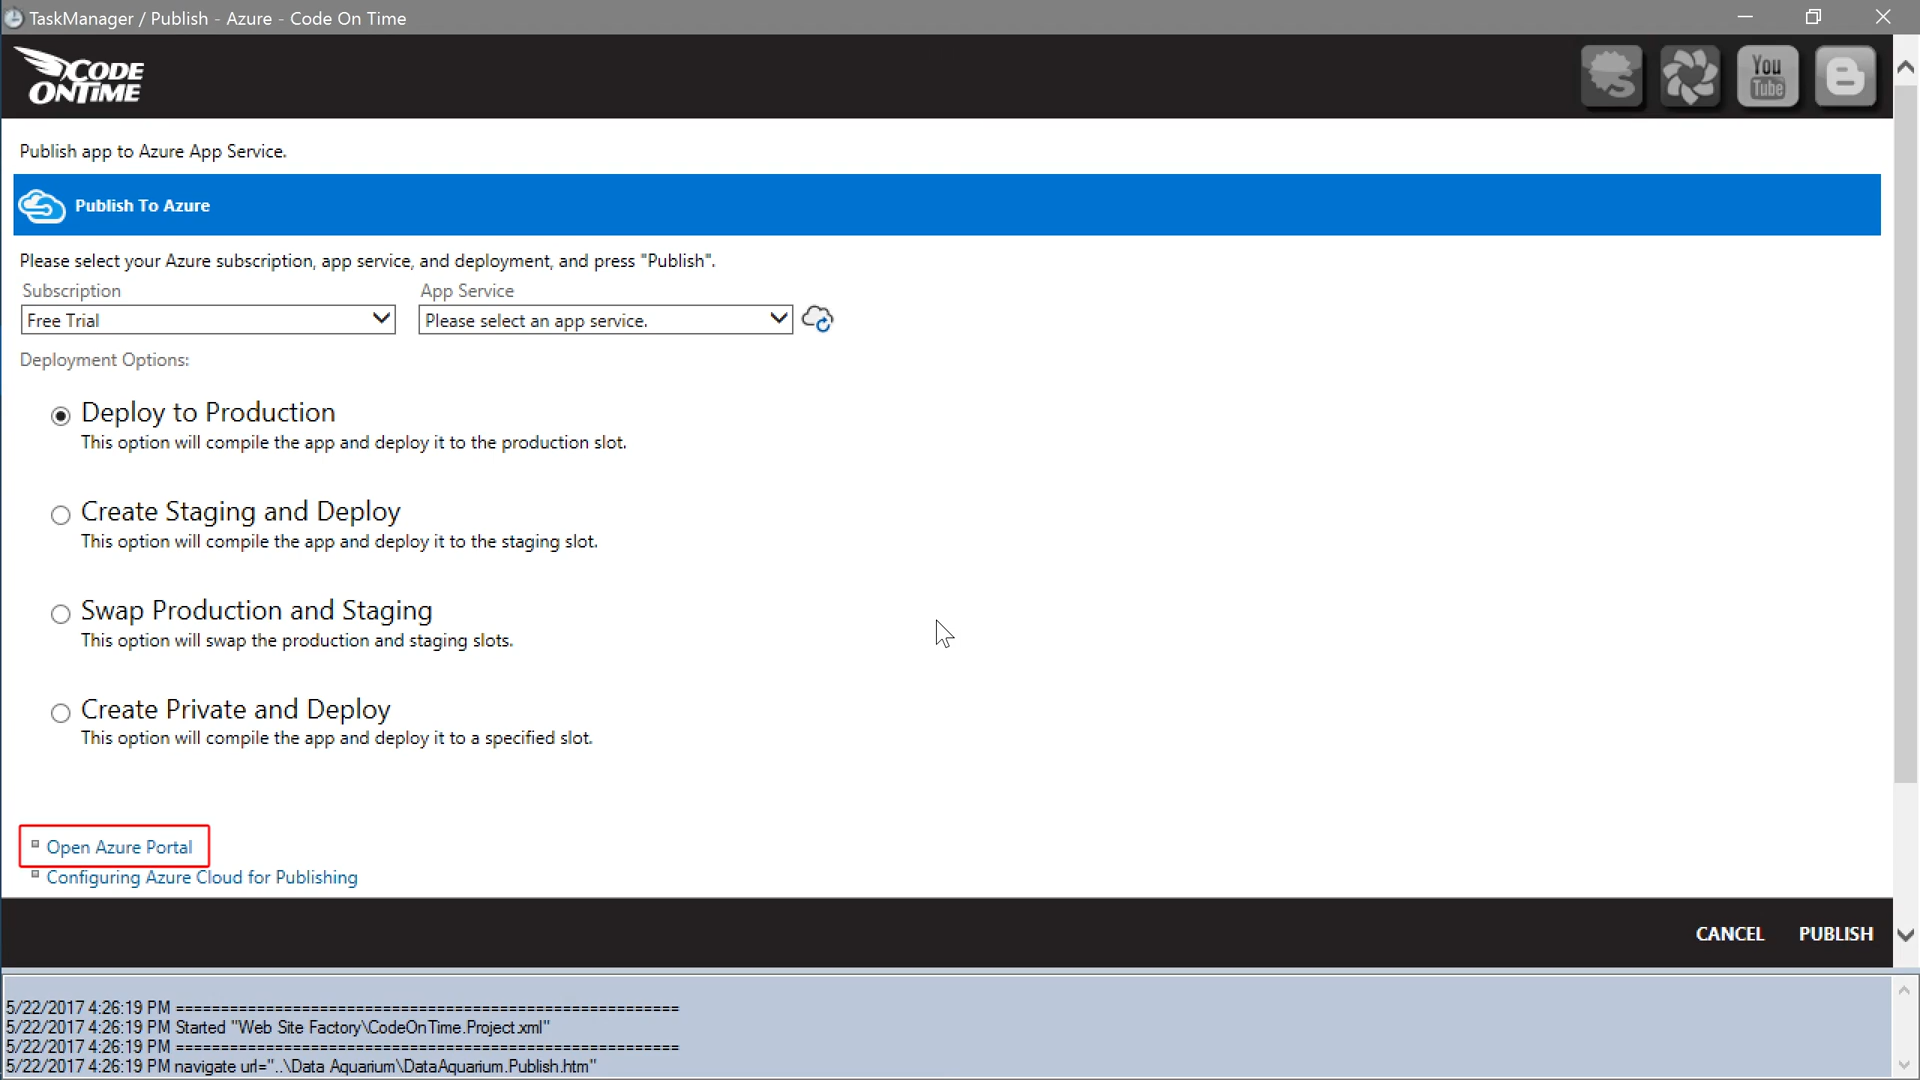 TaskManager / Publish - Azure - Code On Time
CODE
ONTIME
You
Tube
Publish app to Azure App Service.
Publish To Azure
Please select your Azure subscription, app service, and deployment, and press "Publish".
Subscription App Service
Free Trial Please select an app service.
Deployment Options:
Deploy to Production
This option will compile the app and deploy it to the production slot.
Create Staging and Deploy
This option will compile the app and deploy it to the staging slot.
Swap Production and Staging
This option will swap the production and staging slots.
Create Private and Deploy
This option will compile the app and deploy it to a specified slot.
Open Azure Portal
Configuring Azure Cloud for Publishing
CANCEL PUBLISH
5/22/2017 4:26:19 PM ========================================================
5/22/2017 4:26:19 PM Started "Web Site Factory\CodeOnTime.Project.xml"
5/22/2017 4:26:19 PM ========================================================
5/22/2017 4:26:19 PM navigate url="..\Data Aquarium\DataAquarium.Publish.htm"